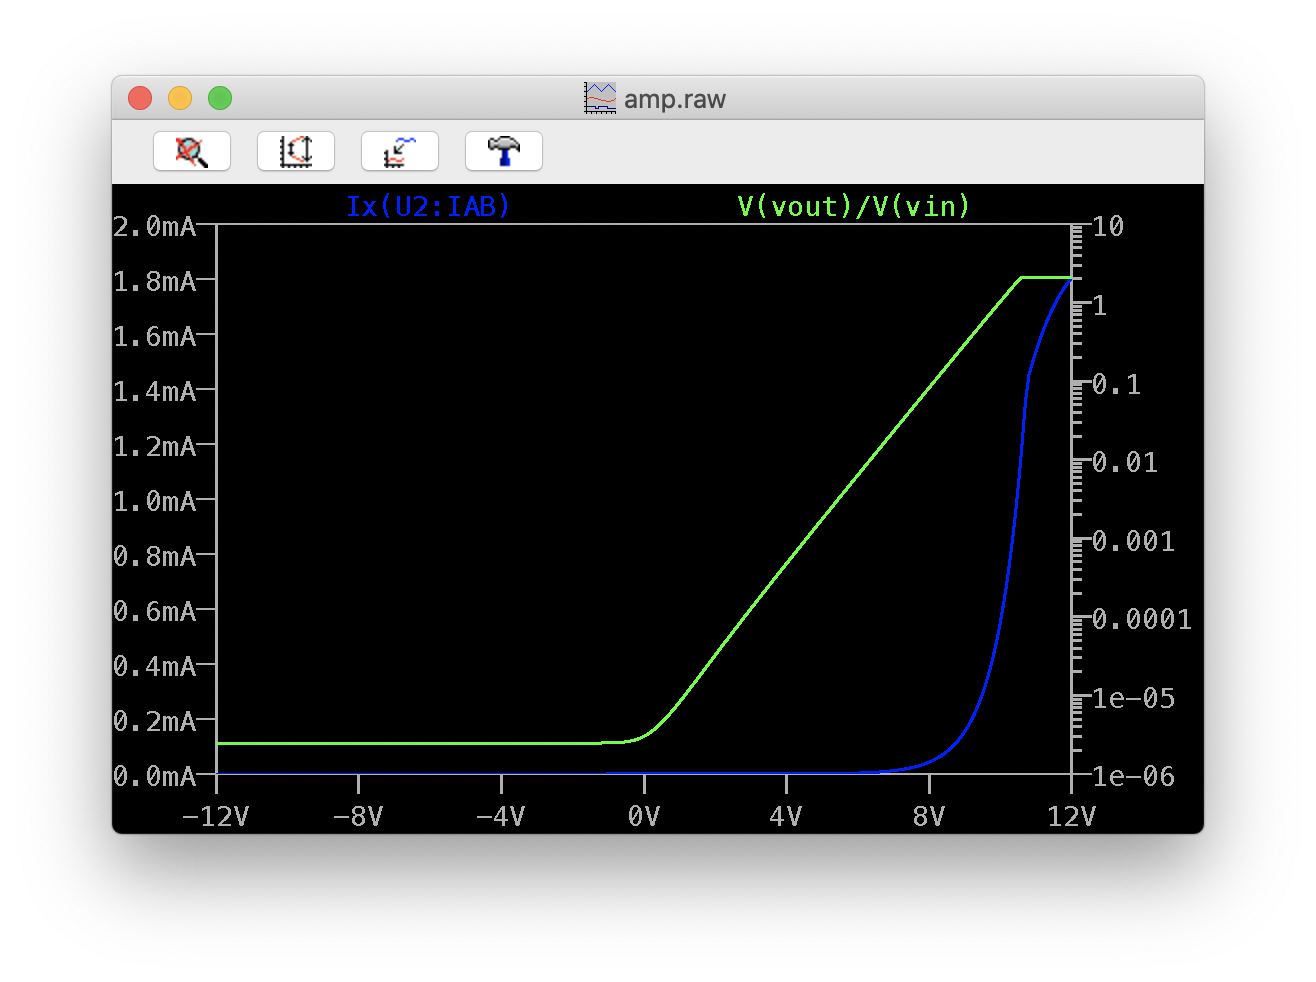 amp.raw
Ix(U2:IAB) V(vout)/V(vin)
2.0mA 10
1.8mA
1.6mA 1
1.4mA 0.1
1.2mA 0.01
1.0mA
0.8mA 0.001
0.6mA 0.0001
0.4mA 1e-05
0.2mA
0.0mA 1e-06
-12V -8V -4V 0V 4V 8V 12V